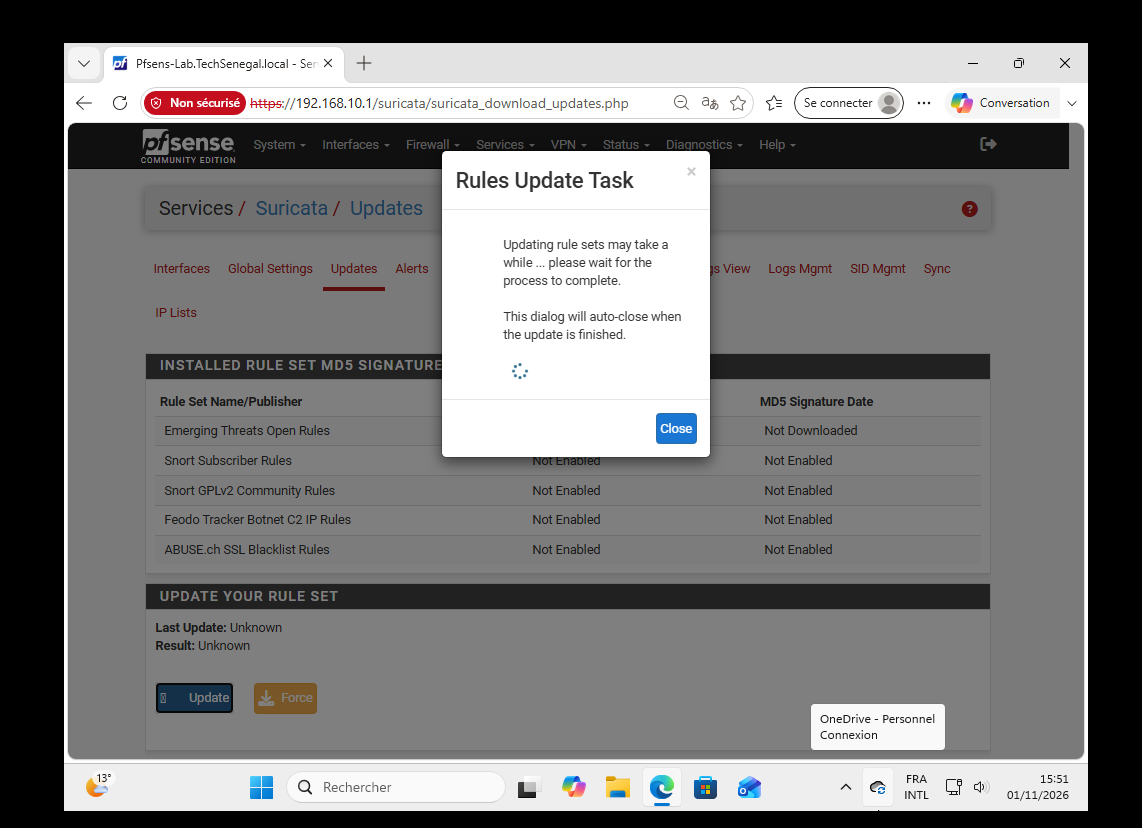 Pfsens-Lab.TechSenegal.local - Ser
Non sécurisé https://192.168.10.1/suricata/suricata_download_updates.php
Se connecter
Conversation
pfsense
COMMUNITY EDITION
System Interfaces Firewall Services VPN Status Diagnostics Help
Rules Update Task ×
Services / Suricata / Updates
Updating rule sets may take a
while ... please wait for the
process to complete.
Interfaces Global Settings Updates Alerts gs View Logs Mgmt SID Mgmt Sync
IP Lists
This dialog will auto-close when
the update is finished.
Close
INSTALLED RULE SET MD5 SIGNATURE
Rule Set Name/Publisher MD5 Signature Date
Emerging Threats Open Rules Not Downloaded
Snort Subscriber Rules Not Enabled Not Enabled
Snort GPLv2 Community Rules Not Enabled Not Enabled
Feodo Tracker Botnet C2 IP Rules Not Enabled Not Enabled
ABUSE.ch SSL Blacklist Rules Not Enabled Not Enabled
UPDATE YOUR RULE SET
Last Update: Unknown
Result: Unknown
Update Force
OneDrive - Personnel
Connexion
13°
Rechercher
FRA
INTL
15:51
01/11/2026